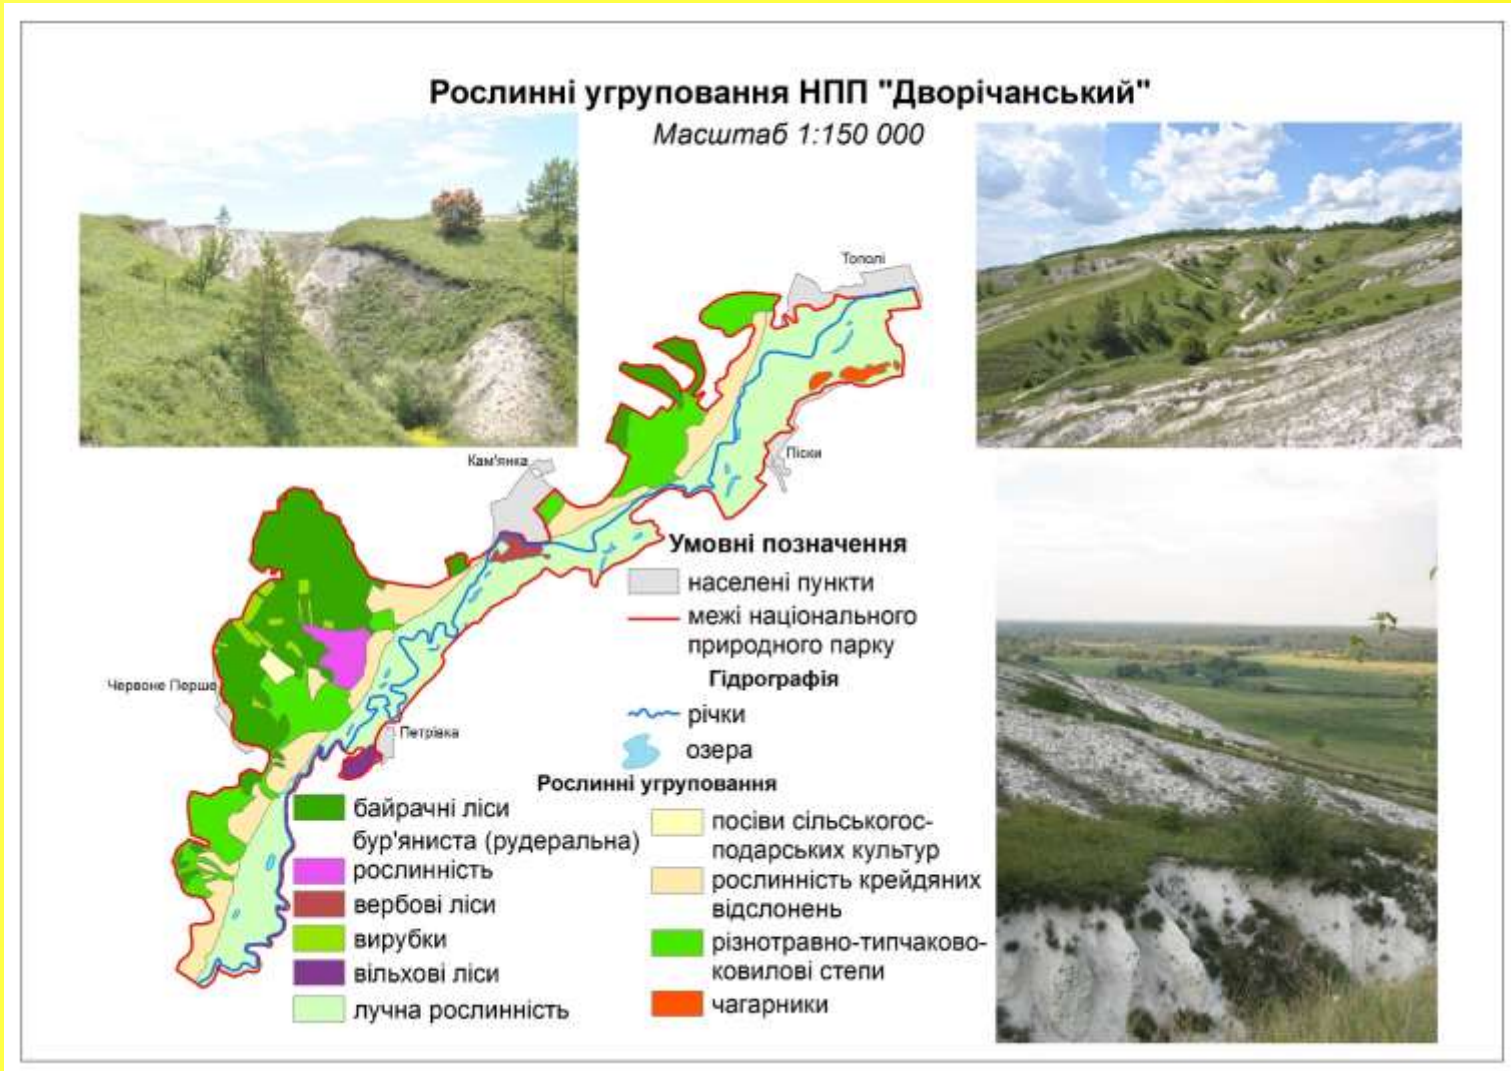 Рослинні угруповання НПП "Дворічанський"
Масштаб 1:150 000
Тополі
Піски
Кам'янка
Червоне Перше
Петрівка
Умовні позначення
населені пункти
межі національного
природного парку
Гідрографія
річки
озера
Рослинні угруповання
байрачні ліси
бур'яниста (рудеральна)
рослинність
вербові ліси
вирубки
вільхові ліси
лучна рослинність
посіви сільськогос-
подарських культур
рослинність крейдяних
відслонень
різнотравно-типчаково-
ковилові степи
чагарники